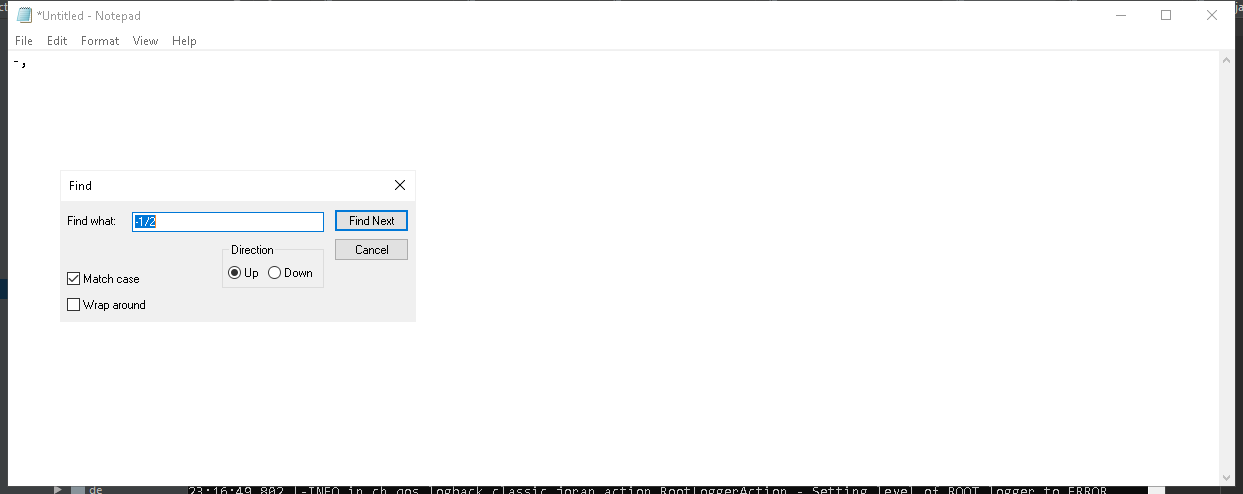 *Untitled - Notepad
File Edit Format View Help
-,
Find
Find what: -1/2 Find Next
Direction Cancel
Up Down
Match case
Wrap around
de 23:16:49,802 |-INFO in ch.qos.logback.classic.joran.action.RootLoggerAction - Setting level of ROOT logger to ERROR